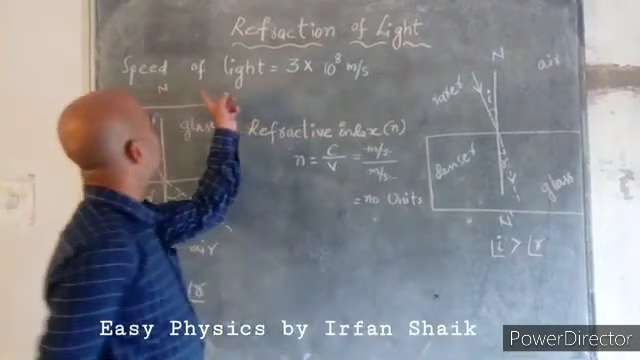 Refraction of Light
Speed of light = 3 × 10⁸ m/s
N
glass
air
∠r
Refractive index (n)
n = C/V = m/s/m/s
= no Units
N
air
rarer
i
denser
r
glass
N'
∠i > ∠r
Easy Physics by Irfan Shaik
PowerDirector